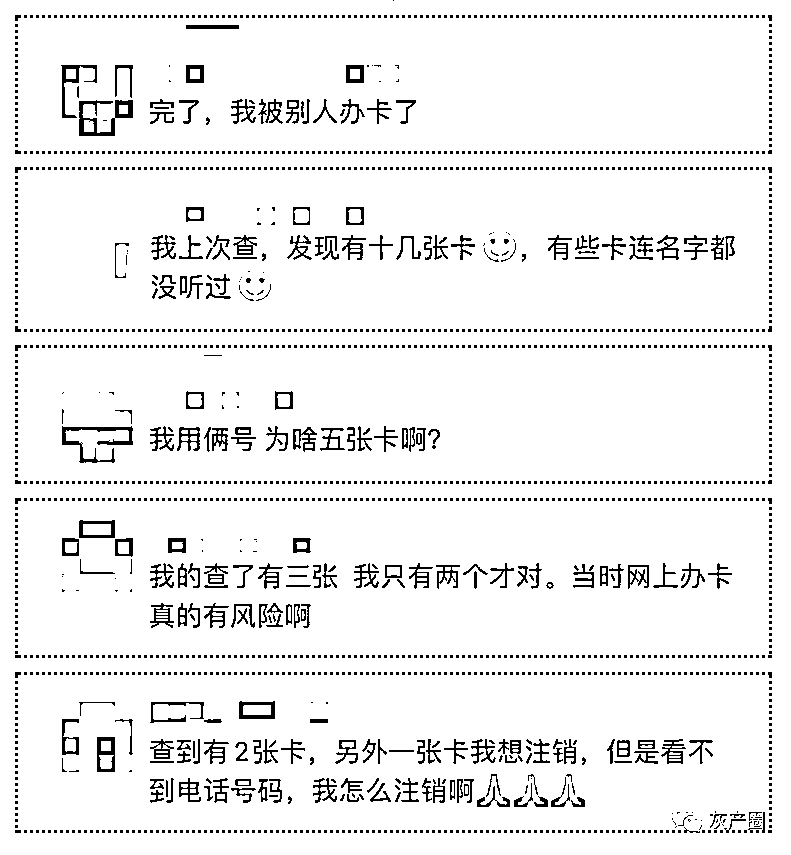 完了，我被别人办卡了
我上次查，发现有十几张卡，有些卡连名字都
没听过
我用俩号 为啥五张卡啊？
我的查了有三张 我只有两个才对。当时网上办卡
真的有风险啊
查到有2张卡，另外一张卡我想注销，但是看不
到电话号码，我怎么注销啊🙏🙏🙏
灰产圈